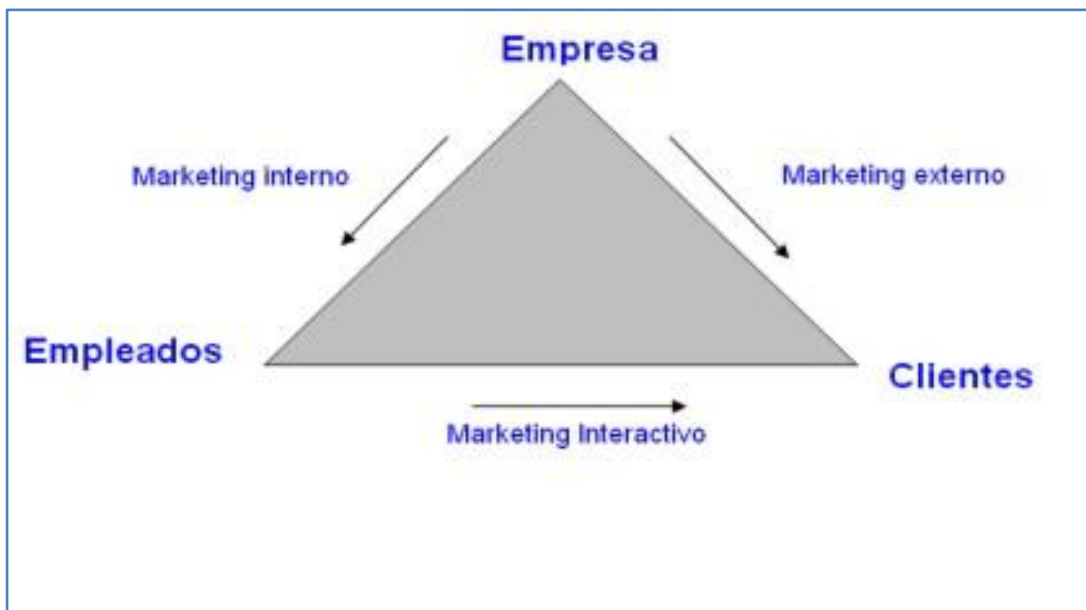 Empresa
Marketing interno
Marketing externo
Empleados
Clientes
Marketing Interactivo